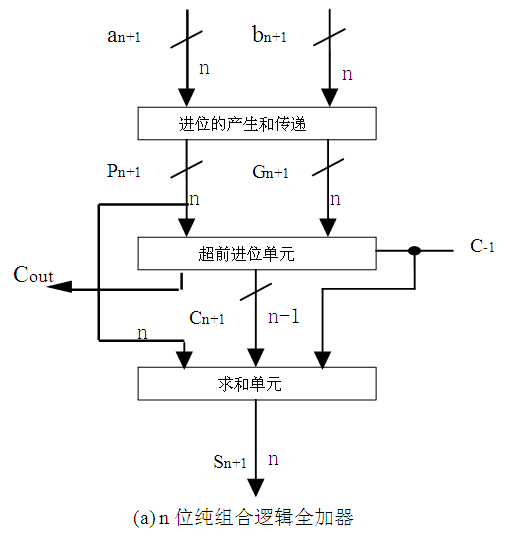 an+1 bn+1
n n
进位的产生和传递
Pn+1 Gn+1
n n
超前进位单元 C-1
Cout
Cn+1 n-1
n
求和单元
Sn+1 n
(a) n 位纯组合逻辑全加器